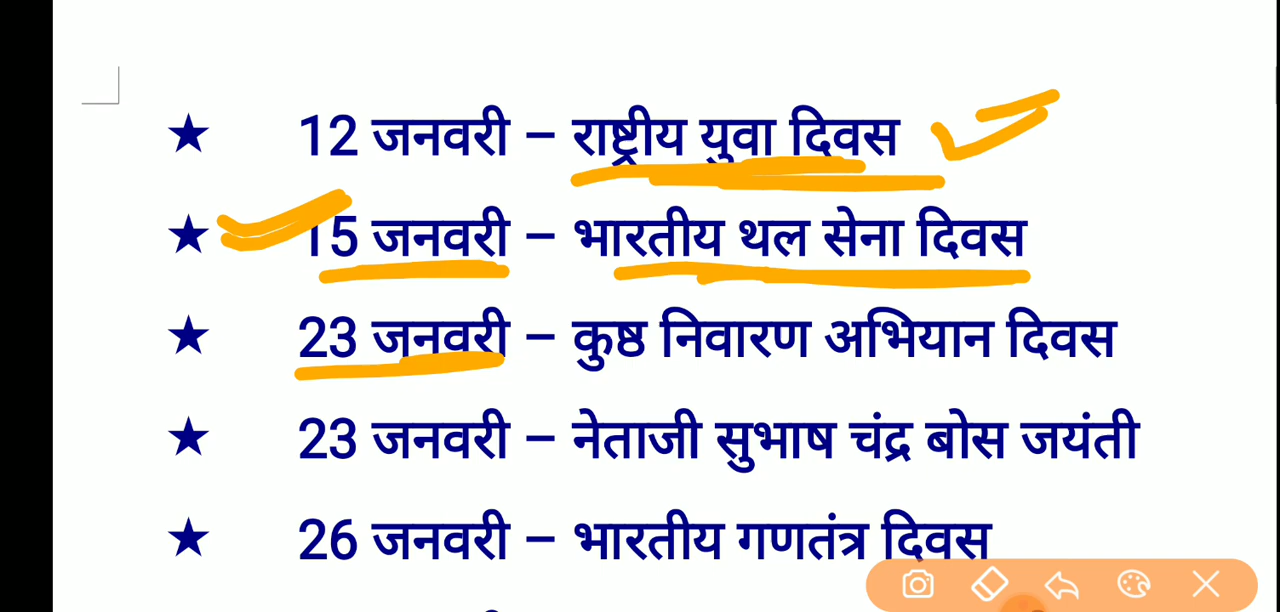 ★ 12 जनवरी – राष्ट्रीय युवा दिवस
★ 15 जनवरी – भारतीय थल सेना दिवस
★ 23 जनवरी – कुष्ठ निवारण अभियान दिवस
★ 23 जनवरी – नेताजी सुभाष चंद्र बोस जयंती
★ 26 जनवरी – भारतीय गणतंत्र दिवस